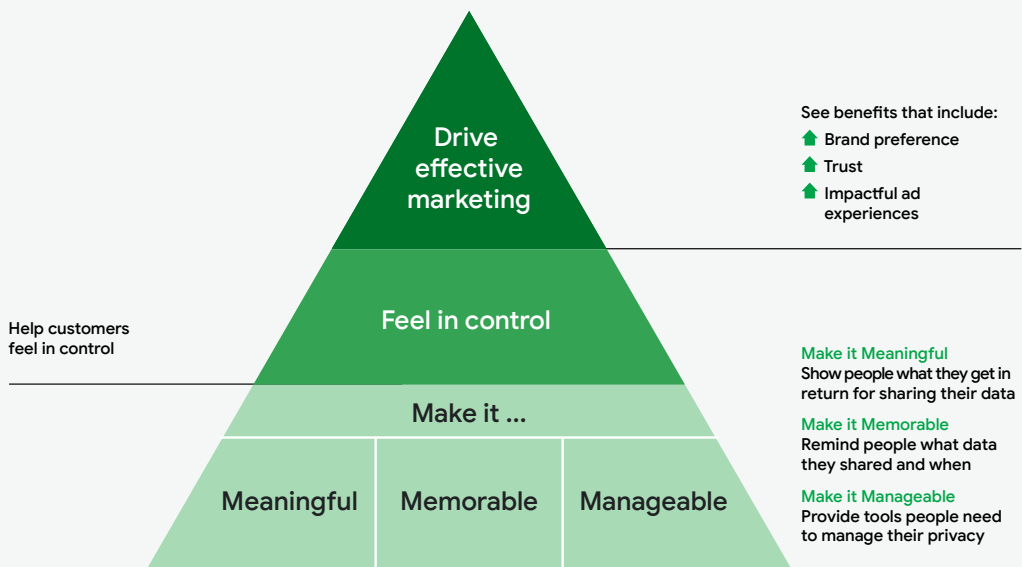 Drive
effective
marketing
See benefits that include:
Brand preference
Trust
Impactful ad
experiences
Feel in control
Help customers
feel in control
Make it ...
Meaningful
Memorable
Manageable
Make it Meaningful
Show people what they get in
return for sharing their data
Make it Memorable
Remind people what data
they shared and when
Make it Manageable
Provide tools people need
to manage their privacy